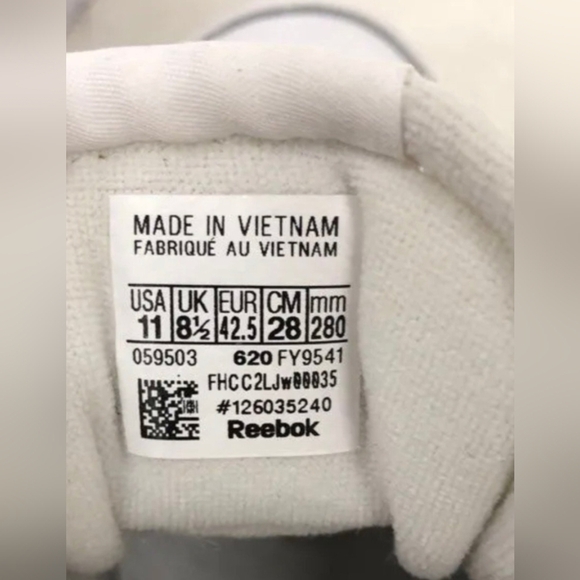 MADE IN VIETNAM
FABRIQUÉ AU VIETNAM
USA UK EUR CM mm
11 8½ 42.5 28 280
059503 620 FY9541
FHCC2LJw00035
#126035240
Reebok